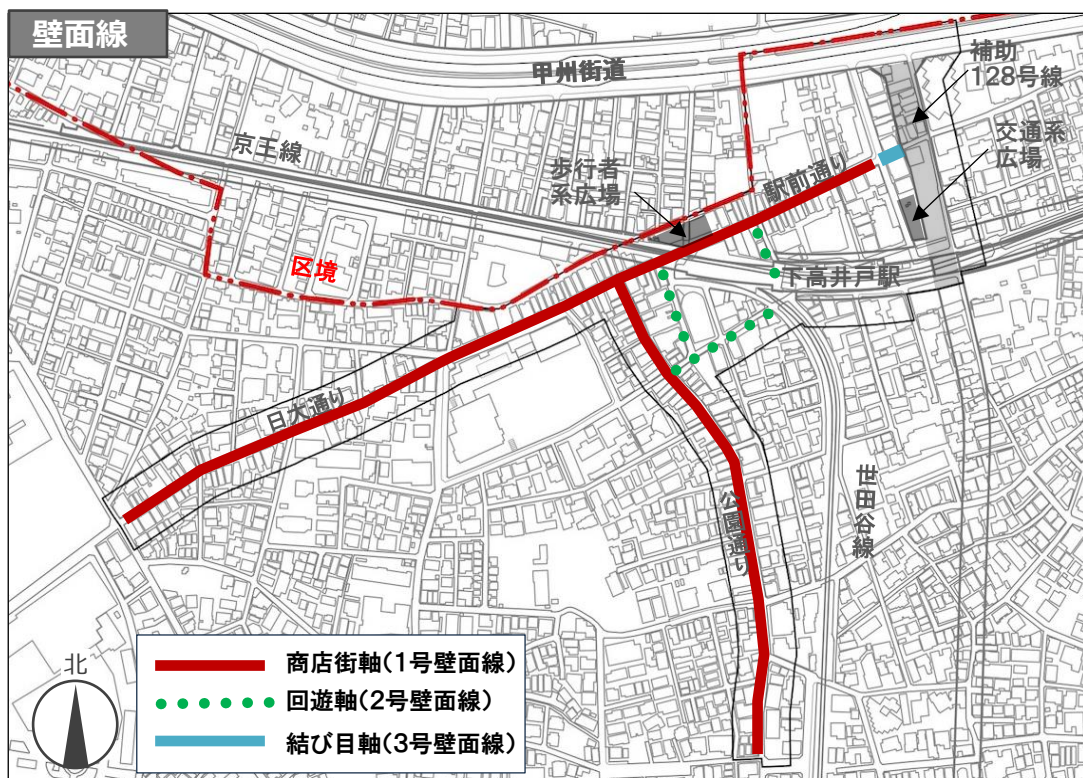 壁面線
甲州街道
補助
128号線
京王線
歩行者
系広場
駅前通り
交通系
広場
区境
下高井戸駅
日大通り
公園通り
世田谷線
北
商店街軸(1号壁面線)
回遊軸(2号壁面線)
結び目軸(3号壁面線)